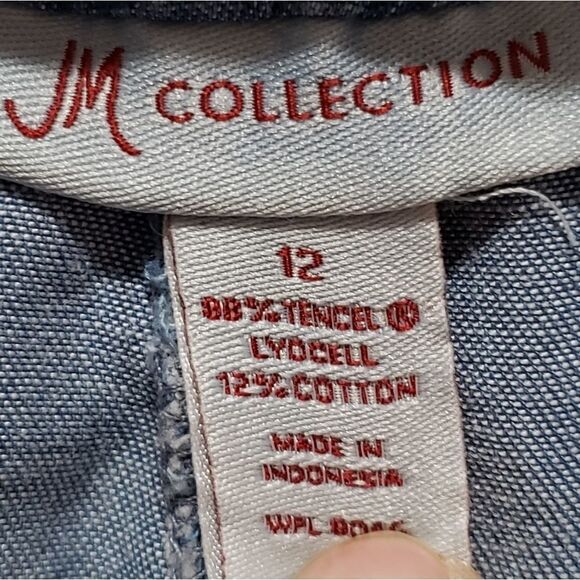 JM COLLECTION
12
88% TENCEL ®
LYOCELL
12% COTTON
MADE IN
INDONESIA
WPL